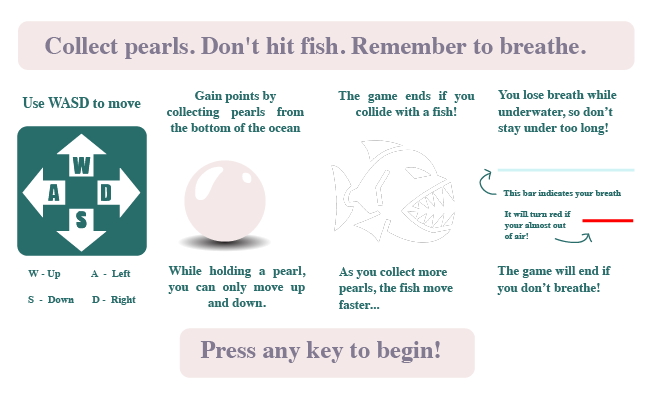 Collect pearls. Don't hit fish. Remember to breathe.
Use WASD to move
W
A
D
S
W - Up
A - Left
S - Down
D - Right
Gain points by
collecting pearls from
the bottom of the ocean
While holding a pearl,
you can only move up
and down.
The game ends if you
collide with a fish!
As you collect more
pearls, the fish move
faster...
You lose breath while
underwater, so don't
stay under too long!
This bar indicates your breath
It will turn red if
your almost out
of air!
The game will end if
you don't breathe!
Press any key to begin!